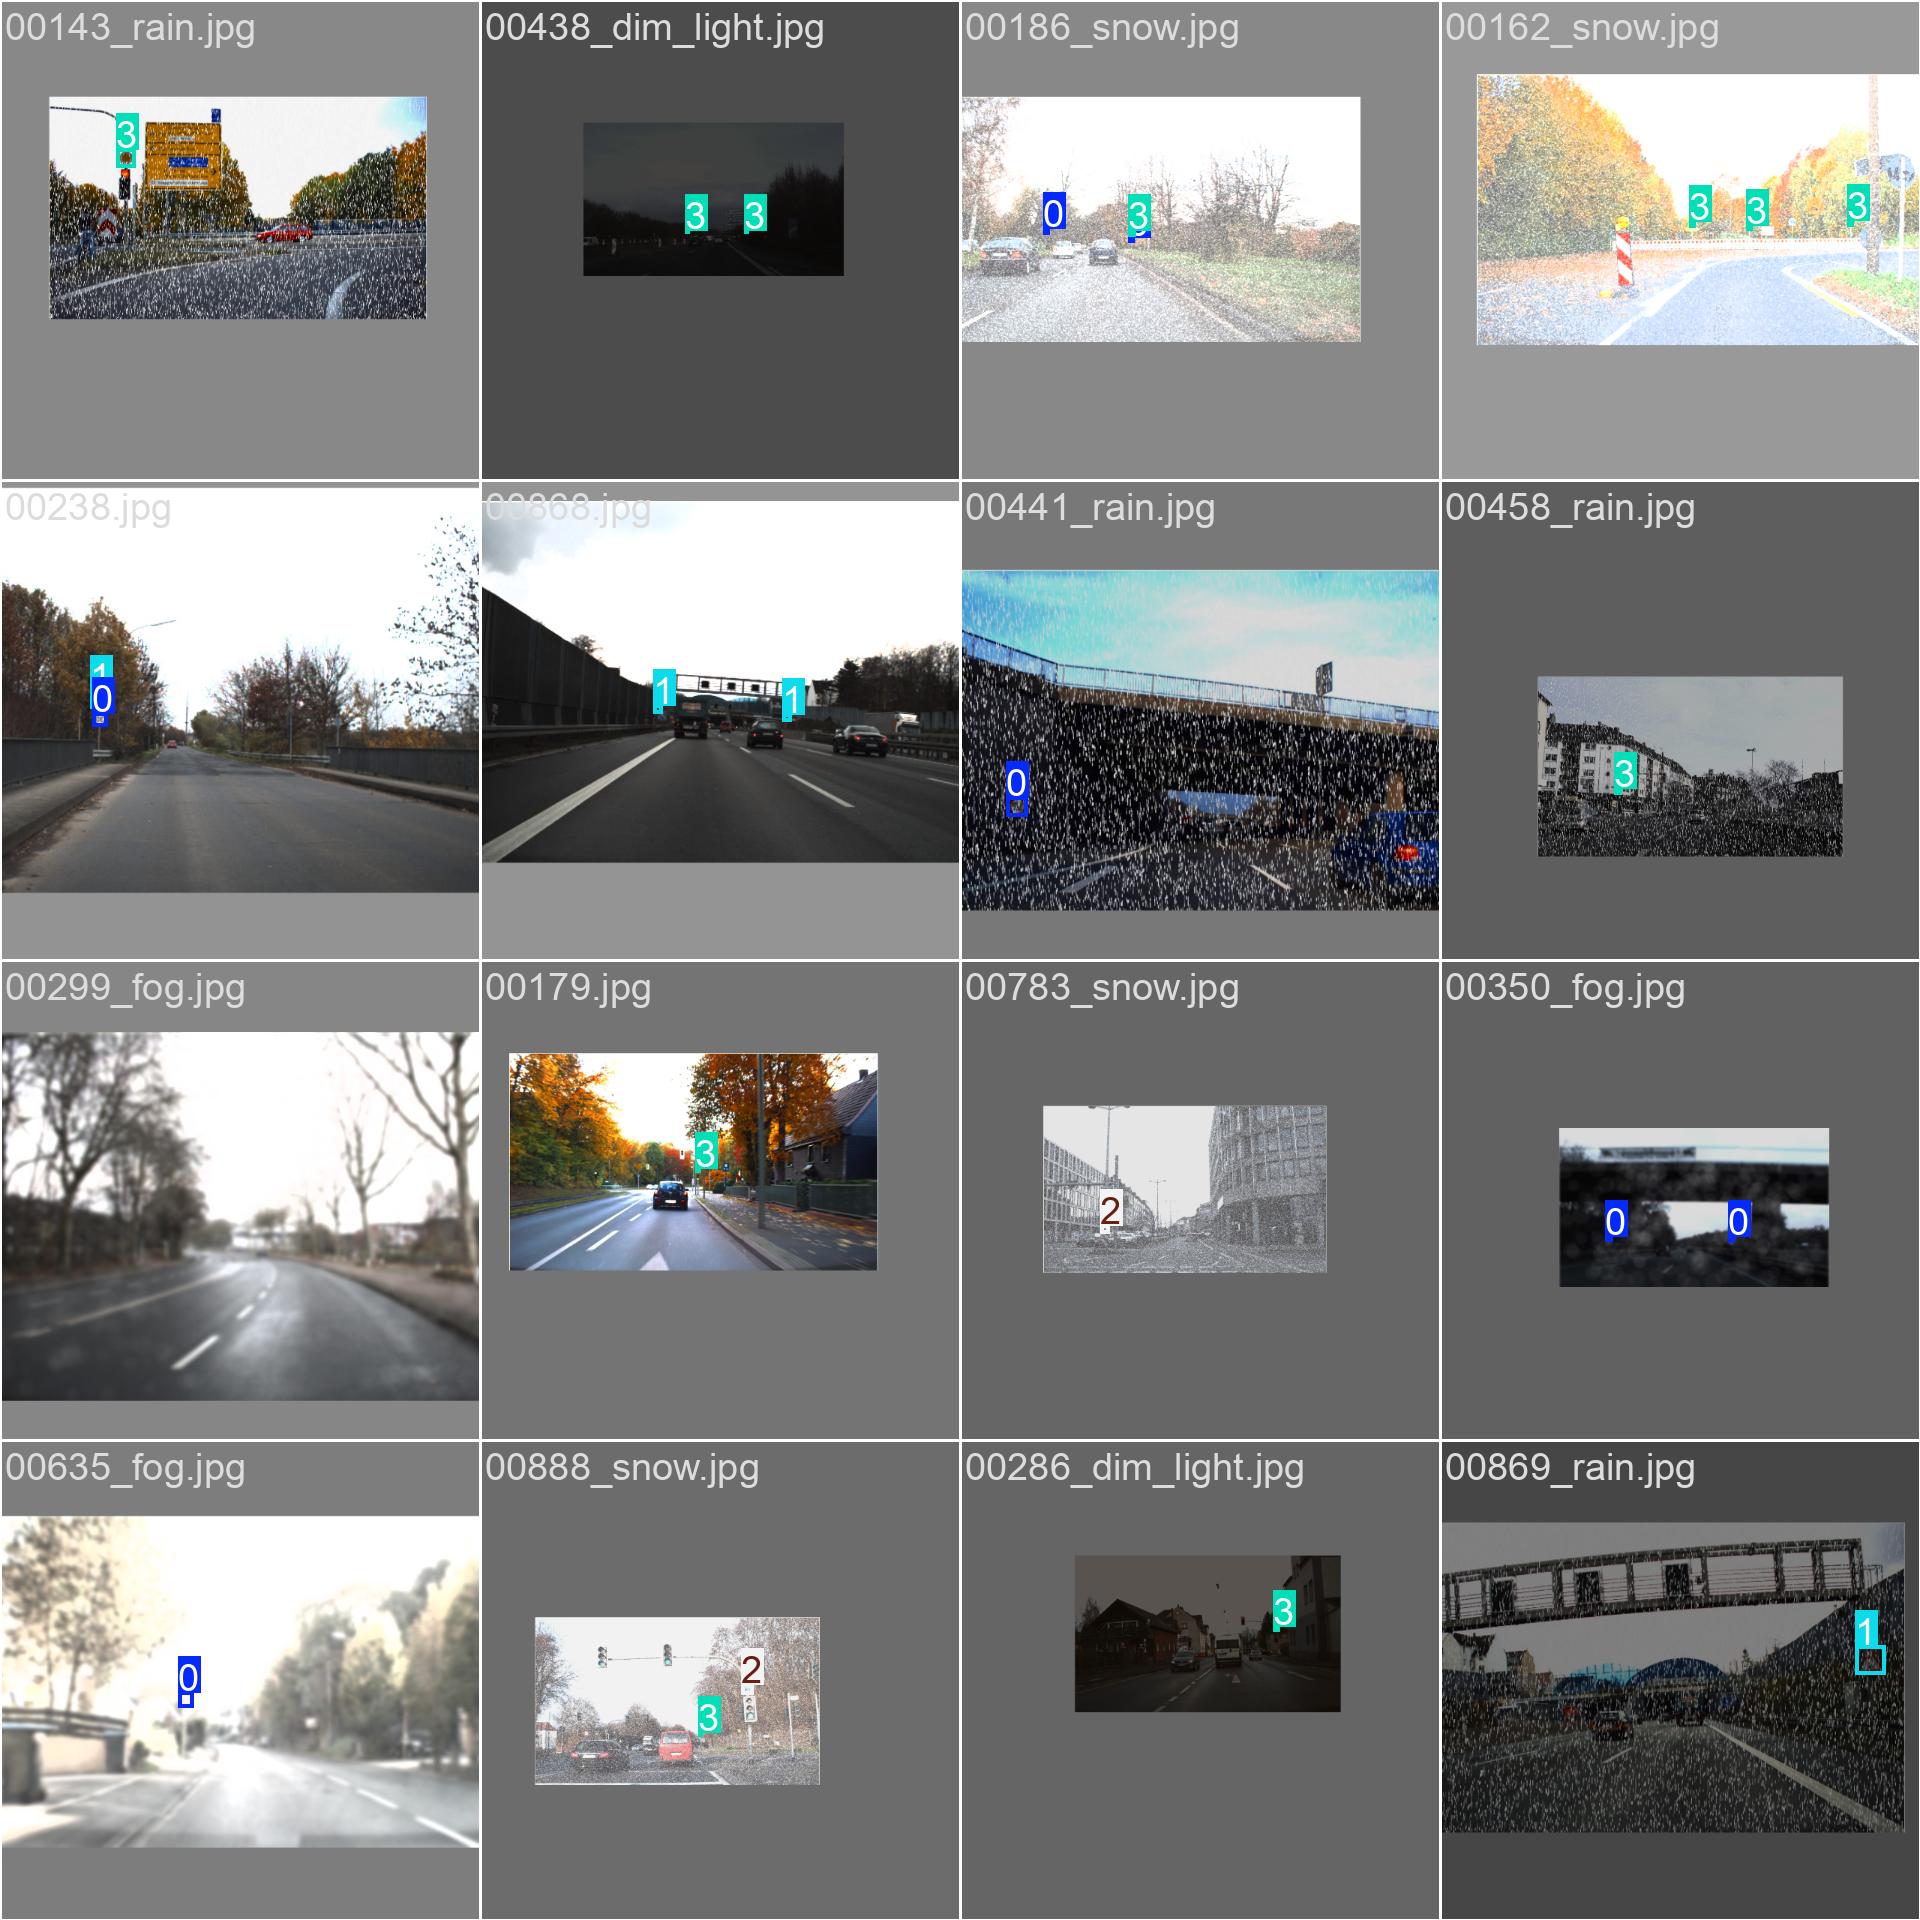 00143_rain.jpg
3
00438_dim_light.jpg
3 3
00186_snow.jpg
0 3
00162_snow.jpg
3 3 3
00238.jpg
1
0
00868.jpg
1 1
00441_rain.jpg
0
00458_rain.jpg
3
00299_fog.jpg
00179.jpg
3
00783_snow.jpg
2
00350_fog.jpg
0 0
00635_fog.jpg
0
00888_snow.jpg
2
3
00286_dim_light.jpg
3
00869_rain.jpg
1